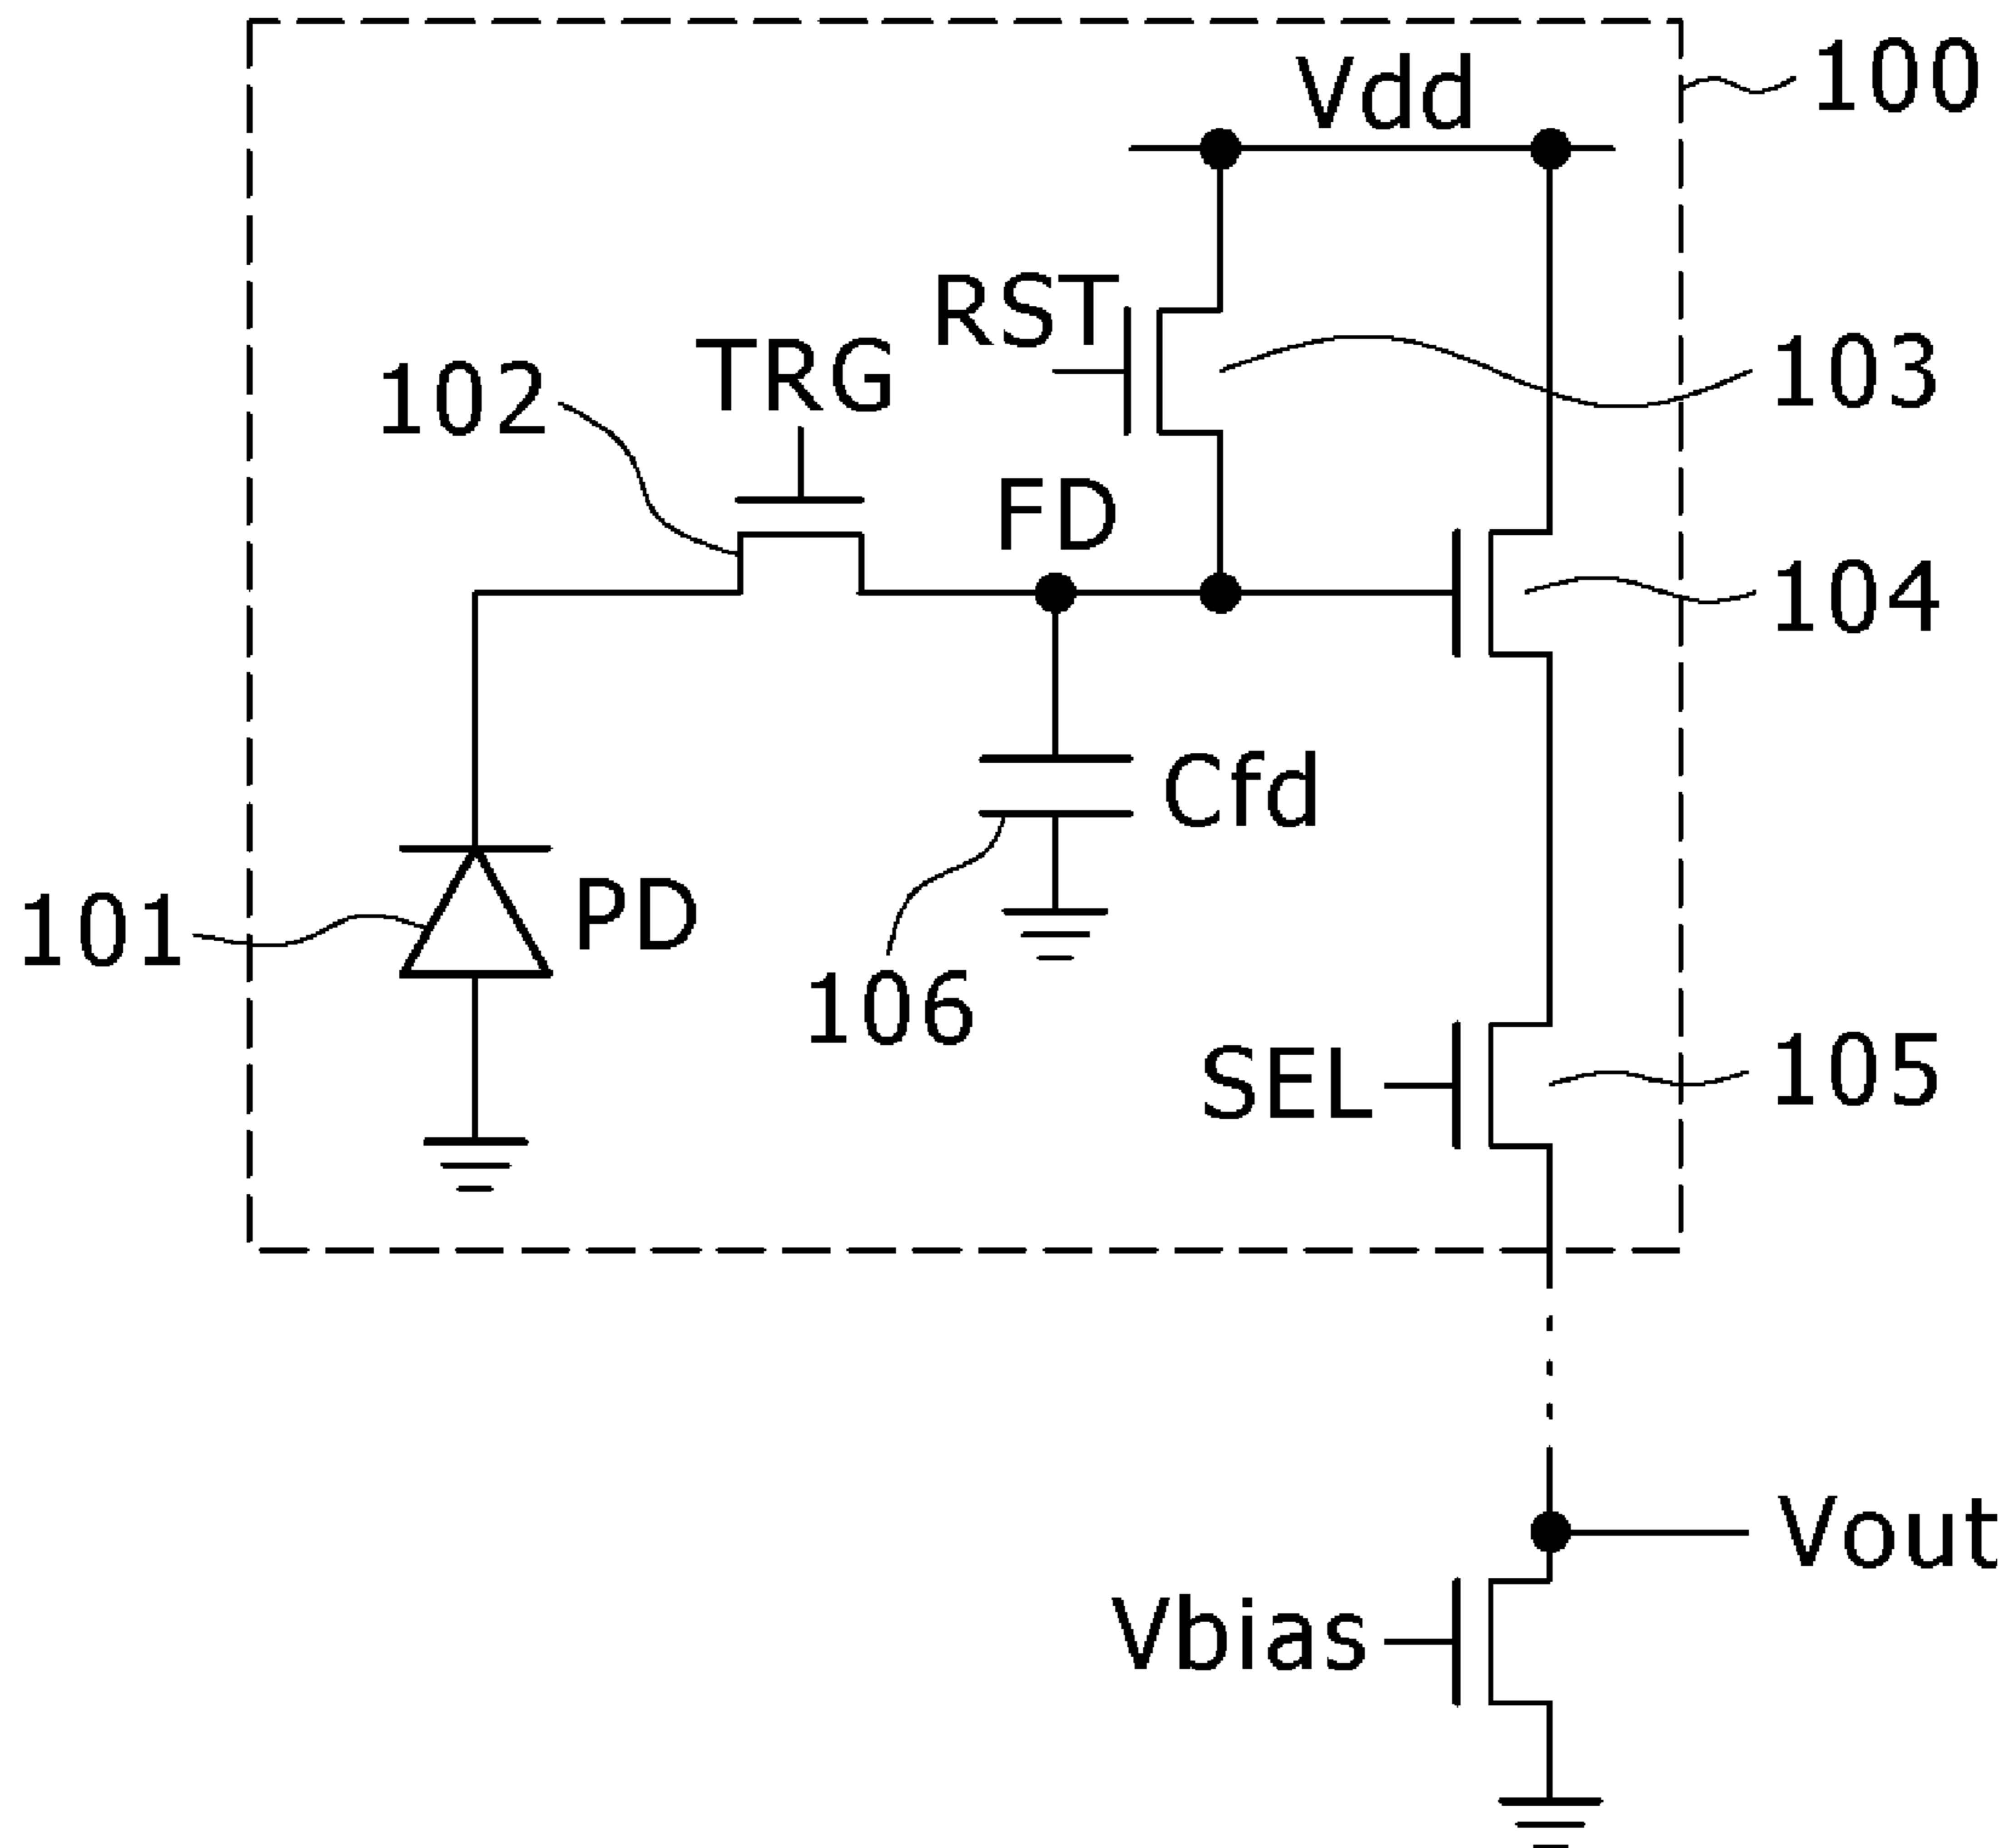 100
Vdd
RST
103
TRG
102
FD
104
Cfd
PD
101
106
SEL
105
Vout
Vbias